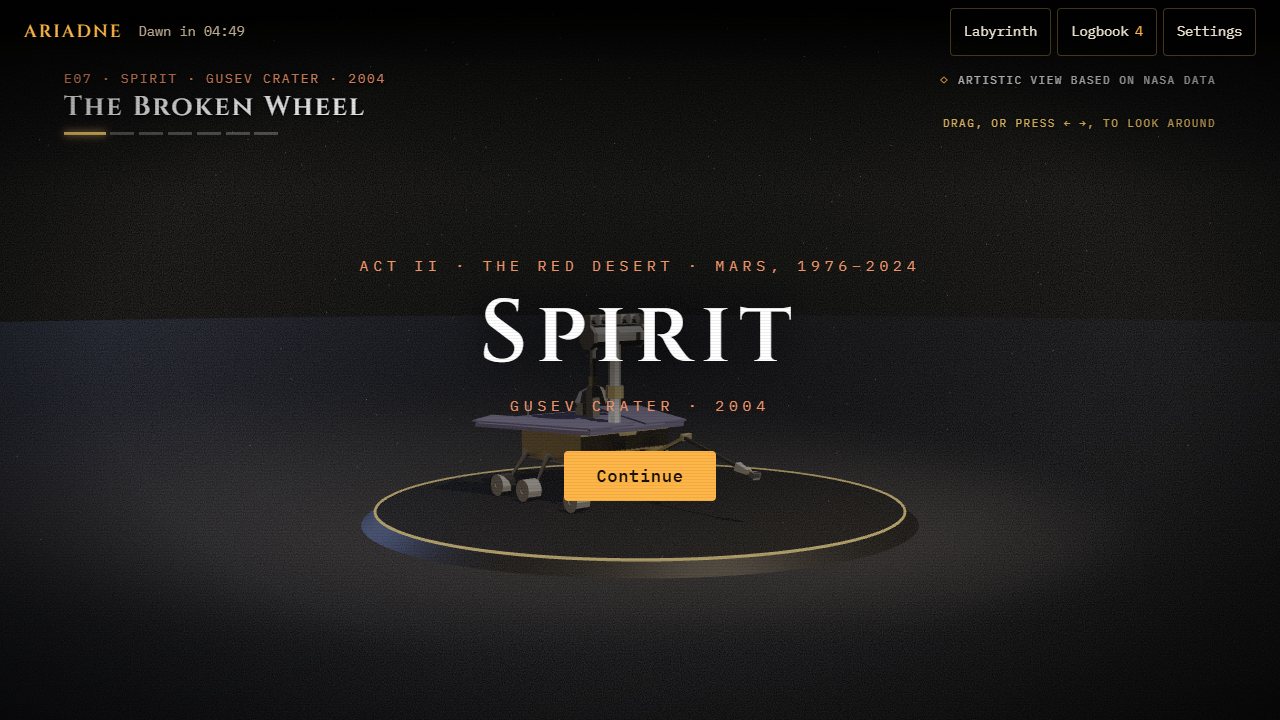 ARIADNE Dawn in 04:49 Labyrinth Logbook 4 Settings
E07 · SPIRIT · GUSEV CRATER · 2004
The Broken Wheel
◇ ARTISTIC VIEW BASED ON NASA DATA
DRAG, OR PRESS ← →, TO LOOK AROUND
ACT II · THE RED DESERT · MARS, 1976–2024
Spirit
GUSEV CRATER · 2004
Continue